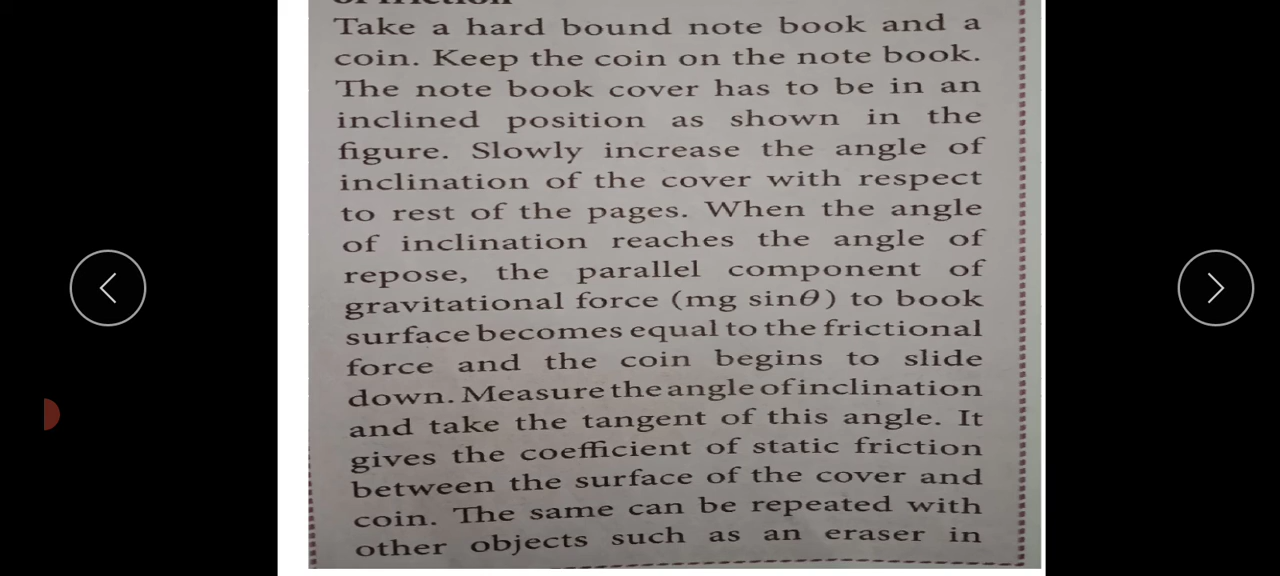 of friction
Take a hard bound note book and a
coin. Keep the coin on the note book.
The note book cover has to be in an
inclined position as shown in the
figure. Slowly increase the angle of
inclination of the cover with respect
to rest of the pages. When the angle
of inclination reaches the angle of
repose, the parallel component of
gravitational force (mg sinθ) to book
surface becomes equal to the frictional
force and the coin begins to slide
down. Measure the angle of inclination
and take the tangent of this angle. It
gives the coefficient of static friction
between the surface of the cover and
coin. The same can be repeated with
other objects such as an eraser in